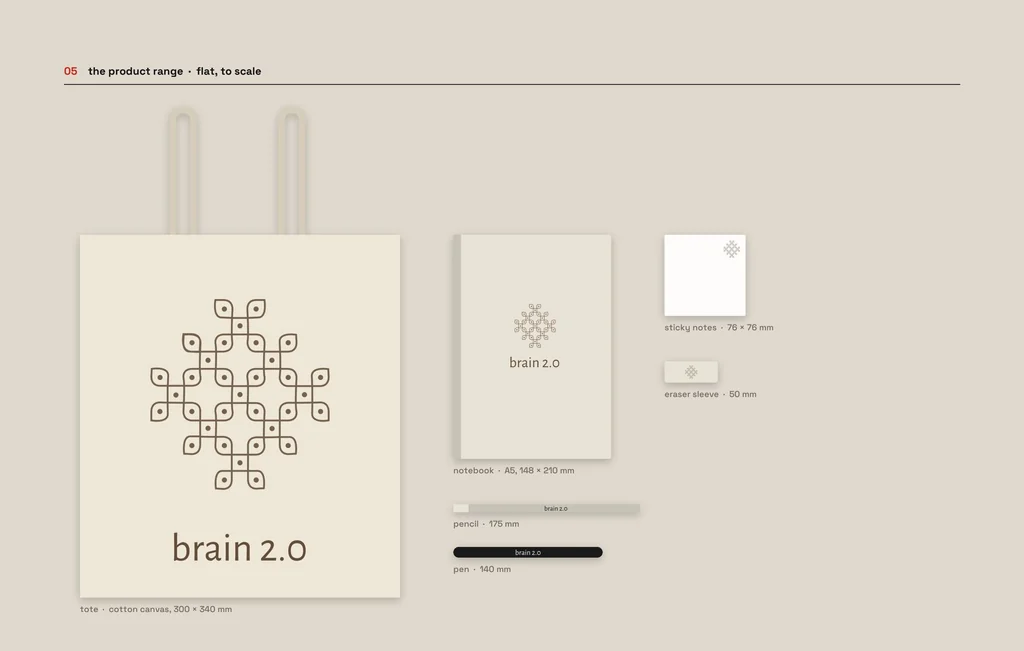 05 the product range · flat, to scale
brain 2.0
tote · cotton canvas, 300 × 340 mm
brain 2.0
notebook · A5, 148 × 210 mm
brain 2.0
pencil · 175 mm
brain 2.0
pen · 140 mm
sticky notes · 76 × 76 mm
eraser sleeve · 50 mm